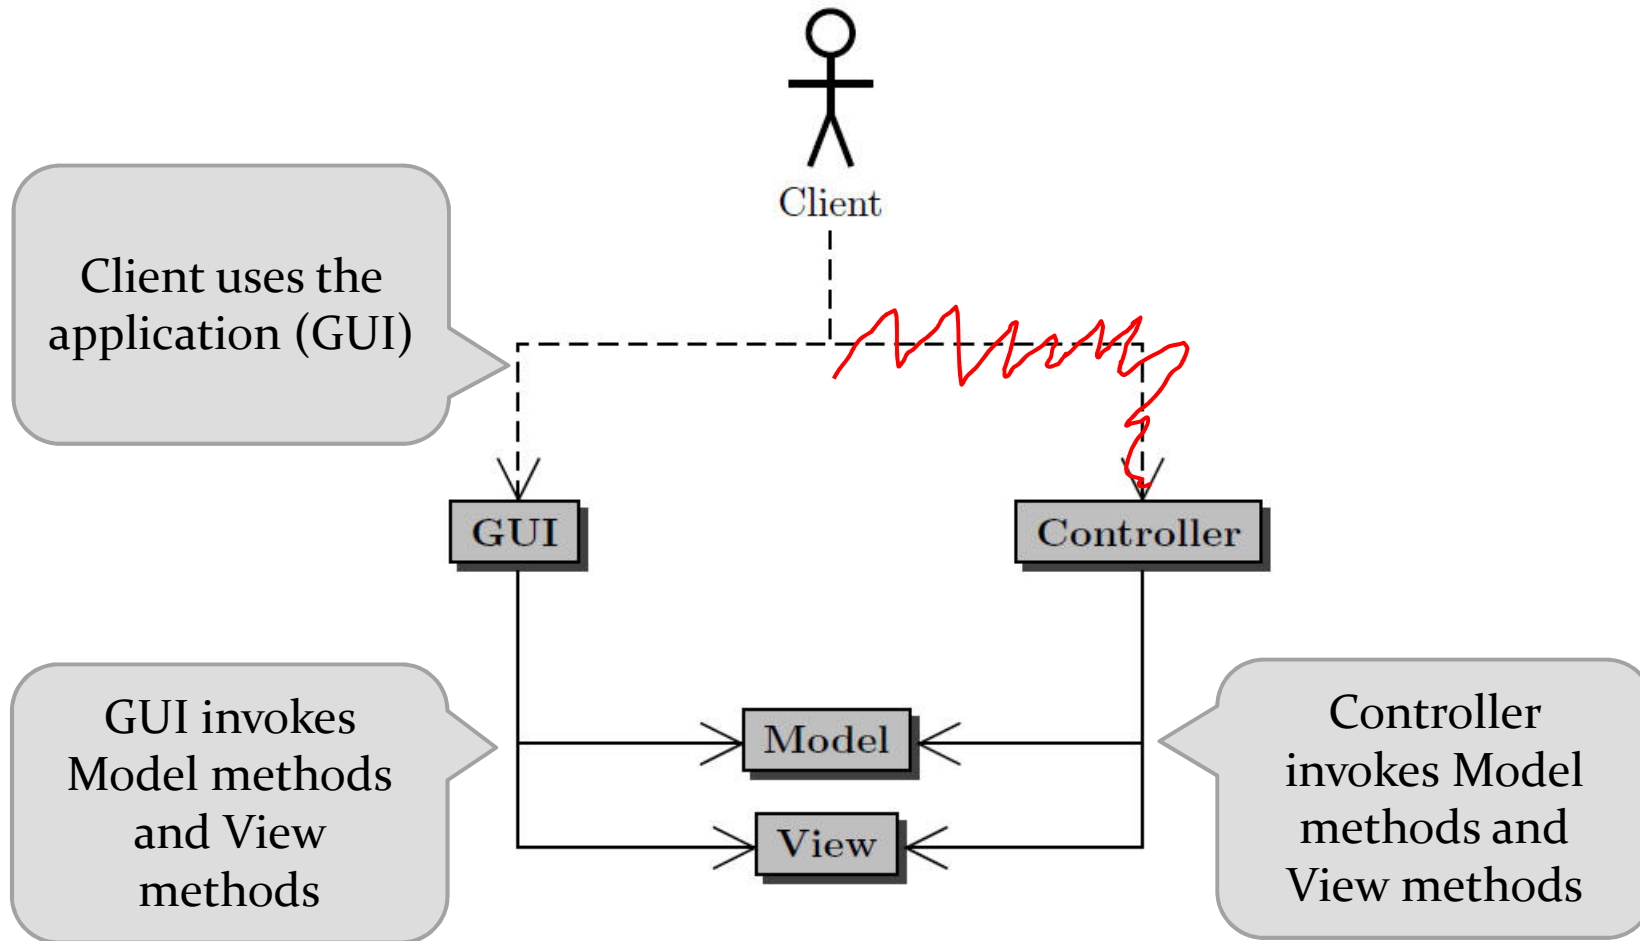 Client
Client uses the
application (GUI)
GUI
Controller
GUI invokes
Model methods
and View
methods
Model
View
Controller
invokes Model
methods and
View methods